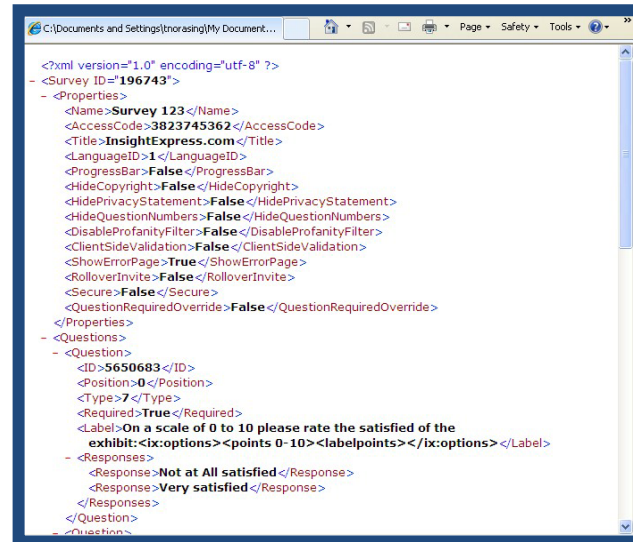 C:\Documents and Settings\tnorasing\My Document...
Page Safety Tools
<?xml version="1.0" encoding="utf-8" ?>
- <Survey ID="196743">
- <Properties>
<Name>Survey 123</Name>
<AccessCode>3823745362</AccessCode>
<Title>InsightExpress.com</Title>
<LanguageID>1</LanguageID>
<ProgressBar>False</ProgressBar>
<HideCopyright>False</HideCopyright>
<HidePrivacyStatement>False</HidePrivacyStatement>
<HideQuestionNumbers>False</HideQuestionNumbers>
<DisableProfanityFilter>False</DisableProfanityFilter>
<ClientSideValidation>False</ClientSideValidation>
<ShowErrorPage>True</ShowErrorPage>
<RolloverInvite>False</RolloverInvite>
<Secure>False</Secure>
<QuestionRequiredOverride>False</QuestionRequiredOverride>
</Properties>
- <Questions>
- <Question>
<ID>5650683</ID>
<Position>0</Position>
<Type>7</Type>
<Required>True</Required>
<Label>On a scale of 0 to 10 please rate the satisfied of the
exhibit:<ix:options><points 0-10><labelpoints></ix:options></Label>
- <Responses>
<Response>Not at All satisfied</Response>
<Response>Very satisfied</Response>
</Responses>
</Question>
- <Question>